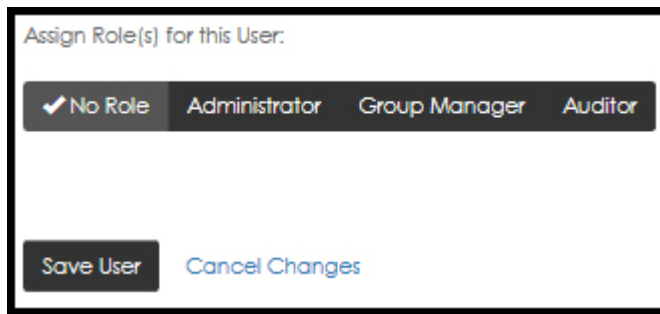 Assign Role(s) for this User:
✔ No Role Administrator Group Manager Auditor
Save User Cancel Changes